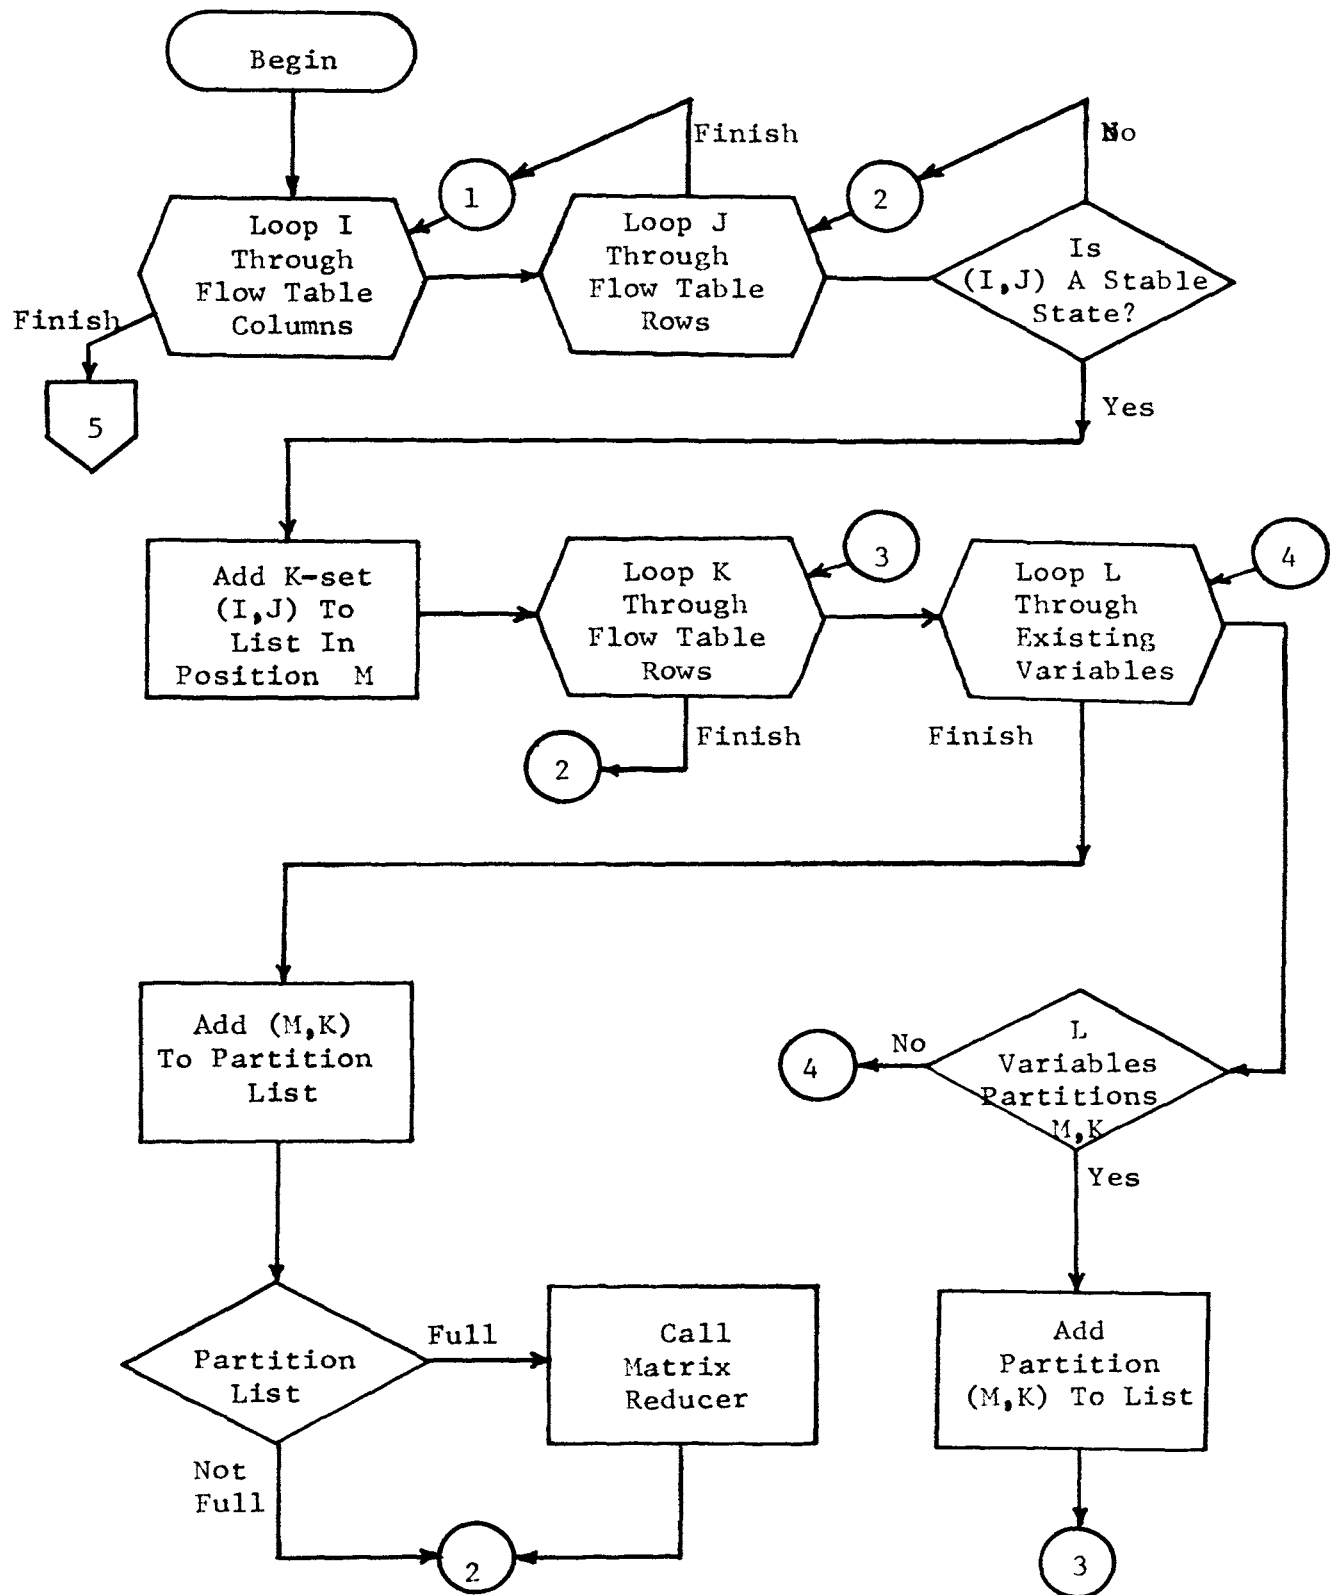 Begin
Finish
No
1
2
Loop I
Through
Flow Table
Columns
Loop J
Through
Flow Table
Rows
Is
(I,J) A Stable
State?
Finish
5
Yes
Add K-set
(I,J) To
List In
Position M
Loop K
Through
Flow Table
Rows
3
Loop L
Through
Existing
Variables
4
Finish
2
Finish
Add (M,K)
To Partition
List
4
No
L
Variables
Partitions
M,K
Yes
Partition
List
Full
Call
Matrix
Reducer
Add
Partition
(M,K) To List
Not
Full
2
3